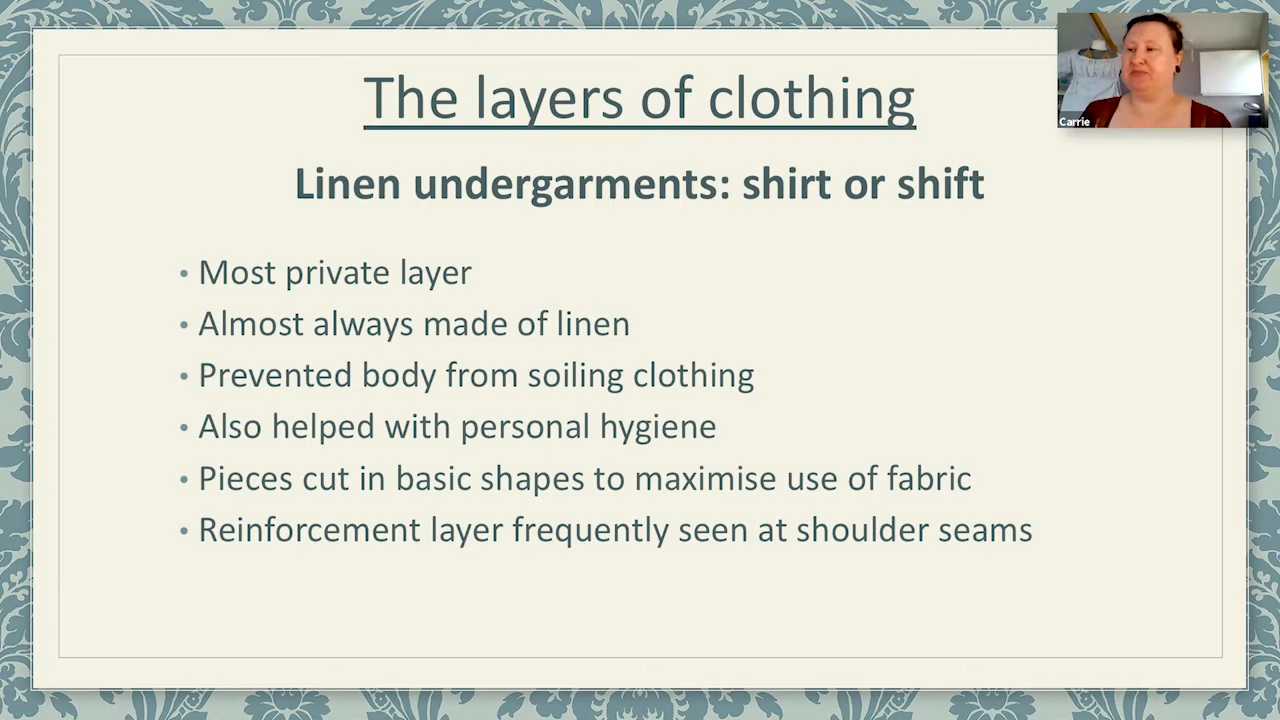 The layers of clothing
Carrie
Linen undergarments: shirt or shift
• Most private layer
• Almost always made of linen
• Prevented body from soiling clothing
• Also helped with personal hygiene
• Pieces cut in basic shapes to maximise use of fabric
• Reinforcement layer frequently seen at shoulder seams